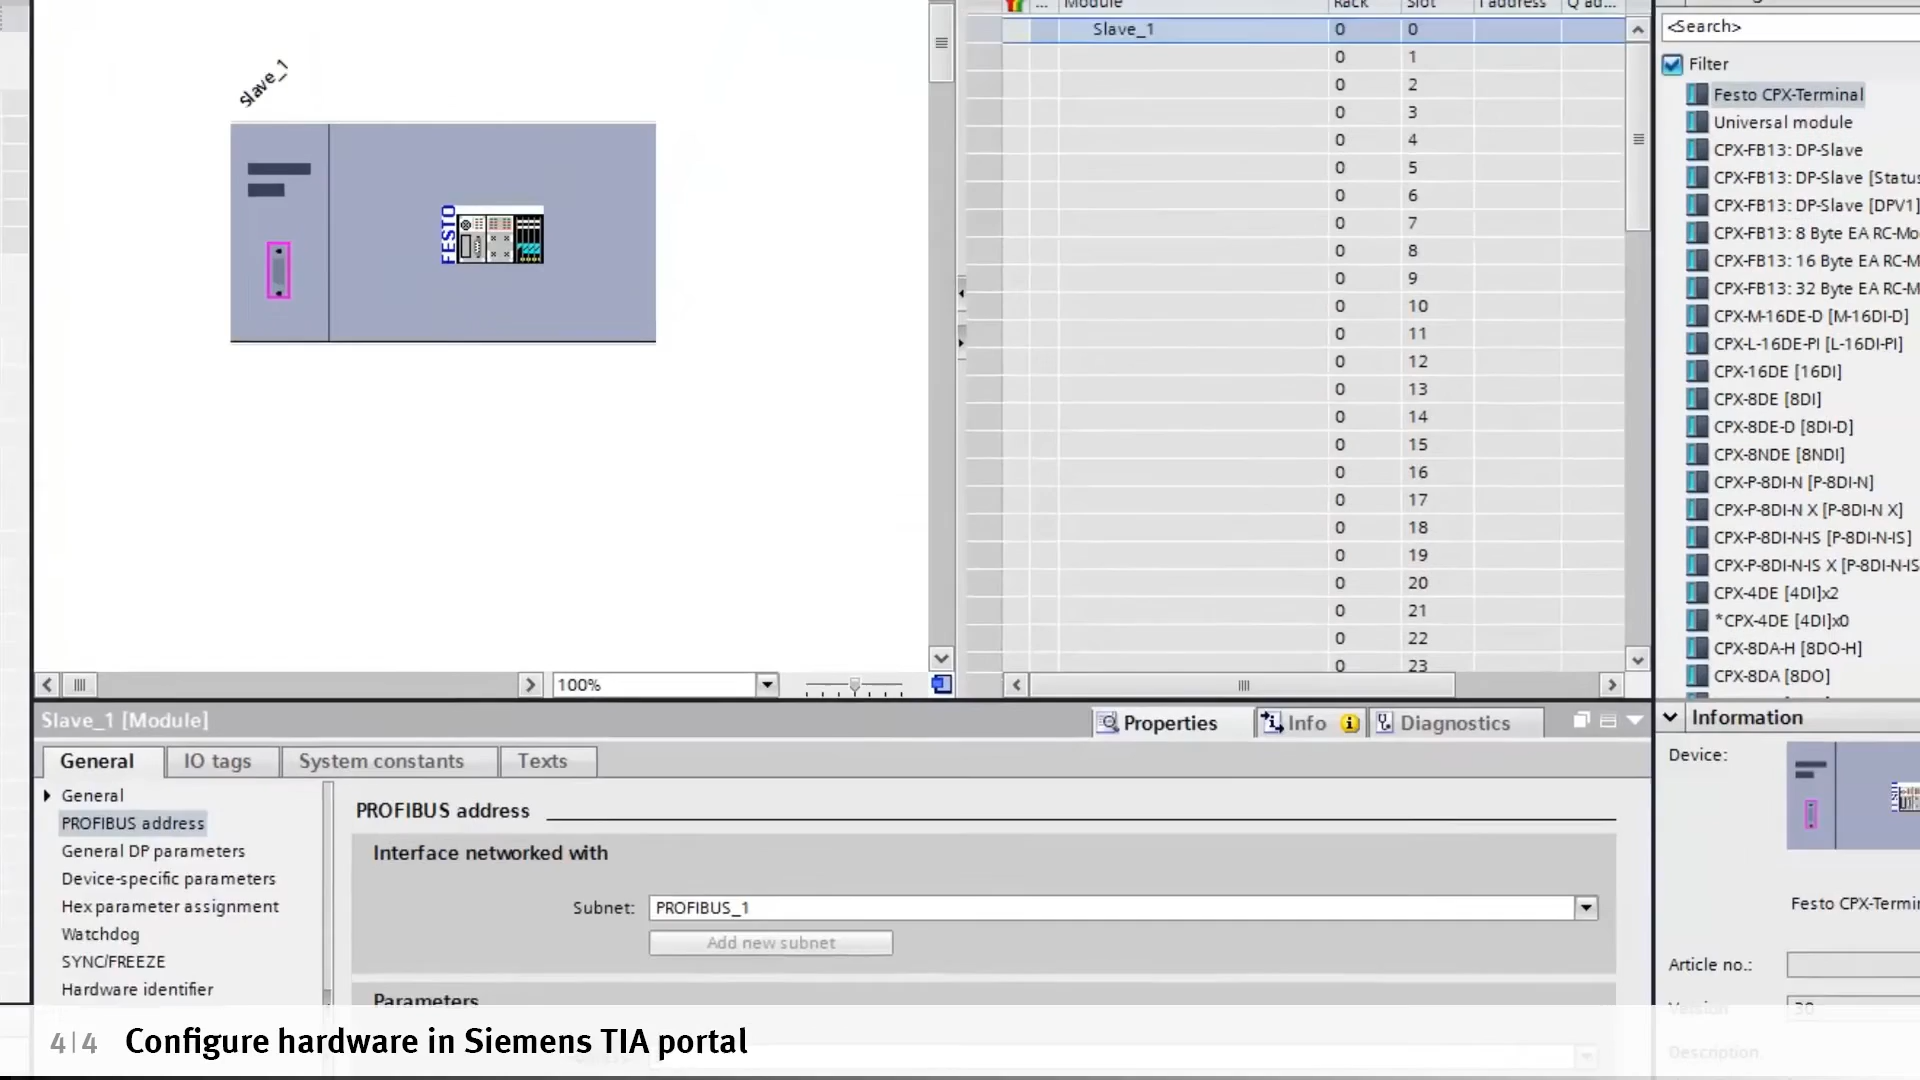 ... Module Rack Slot I address Q ad...
Slave_1 0 0
0 1
0 2
0 3
0 4
0 5
0 6
0 7
0 8
0 9
0 10
0 11
0 12
0 13
0 14
0 15
0 16
0 17
0 18
0 19
0 20
0 21
0 22
0 23
Slave_1
FESTO
100%
<Search>
Filter
Festo CPX-Terminal
Universal module
CPX-FB13: DP-Slave
CPX-FB13: DP-Slave [Status
CPX-FB13: DP-Slave [DPV1]
CPX-FB13: 8 Byte EA RC-Mo
CPX-FB13: 16 Byte EA RC-M
CPX-FB13: 32 Byte EA RC-M
CPX-M-16DE-D [M-16DI-D]
CPX-L-16DE-PI [L-16DI-PI]
CPX-16DE [16DI]
CPX-8DE [8DI]
CPX-8DE-D [8DI-D]
CPX-8NDE [8NDI]
CPX-P-8DI-N [P-8DI-N]
CPX-P-8DI-N X [P-8DI-N X]
CPX-P-8DI-N-IS [P-8DI-N-IS]
CPX-P-8DI-N-IS X [P-8DI-N-IS
CPX-4DE [4DI]x2
*CPX-4DE [4DI]x0
CPX-8DA-H [8DO-H]
CPX-8DA [8DO]
Slave_1 [Module]
Properties Info Diagnostics
General IO tags System constants Texts
General
PROFIBUS address
General DP parameters
Device-specific parameters
Hex parameter assignment
Watchdog
SYNC/FREEZE
Hardware identifier
PROFIBUS address
Interface networked with
Subnet: PROFIBUS_1
Add new subnet
Parameters
Information
Device:
Festo CPX-Termin
Article no.:
Version 30
Description
4|4 Configure hardware in Siemens TIA portal